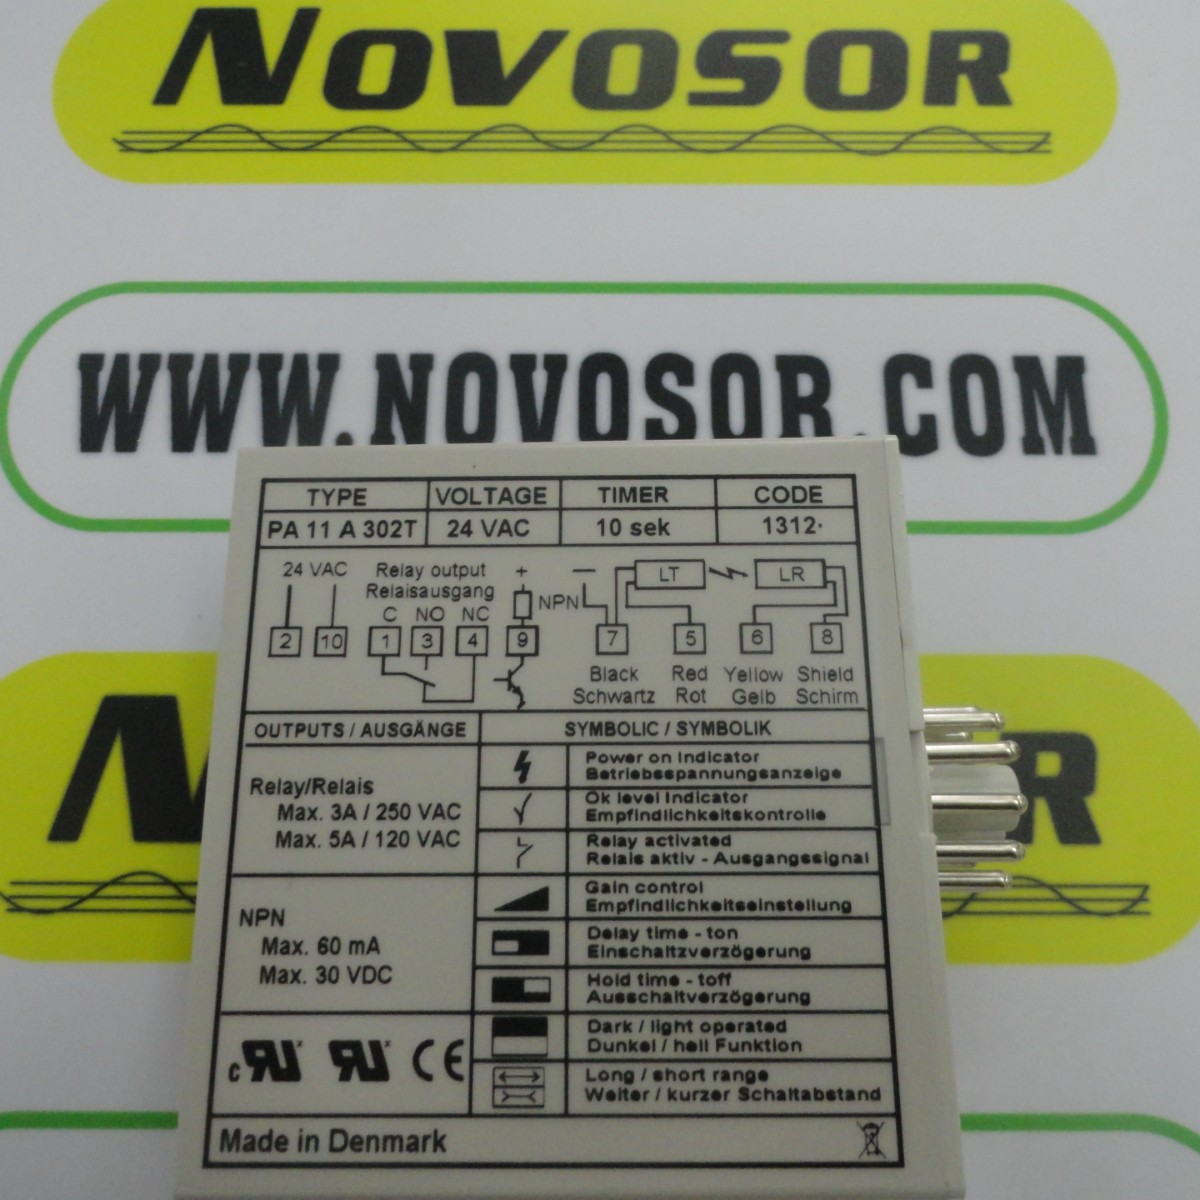 NOVOSOR
WWW.NOVOSOR.COM
TYPE VOLTAGE TIMER CODE
PA 11 A 302T 24 VAC 10 sek 1312·
24 VAC Relay output + — LT LR
Relaisausgang NPN
C NO NC
2 10 1 3 4 9 7 5 6 8
Black Red Yellow Shield
Schwartz Rot Gelb Schirm
OUTPUTS / AUSGÄNGE SYMBOLIC / SYMBOLIK
Relay/Relais
Max. 3A / 250 VAC
Max. 5A / 120 VAC
NPN
Max. 60 mA
Max. 30 VDC
Power on Indicator
Betriebsspannungsanzeige
Ok level Indicator
Empfindlichkeitskontrolle
Relay activated
Relais aktiv - Ausgangssignal
Gain control
Empfindlichkeitseinstellung
Delay time - ton
Einschaltzverzögerung
Hold time - toff
Ausschaltverzögerung
Dark / light operated
Dunkel / hell Funktion
Long / short range
Weiter / kurzer Schaltabstand
c RU RU CE
Made in Denmark
N OR